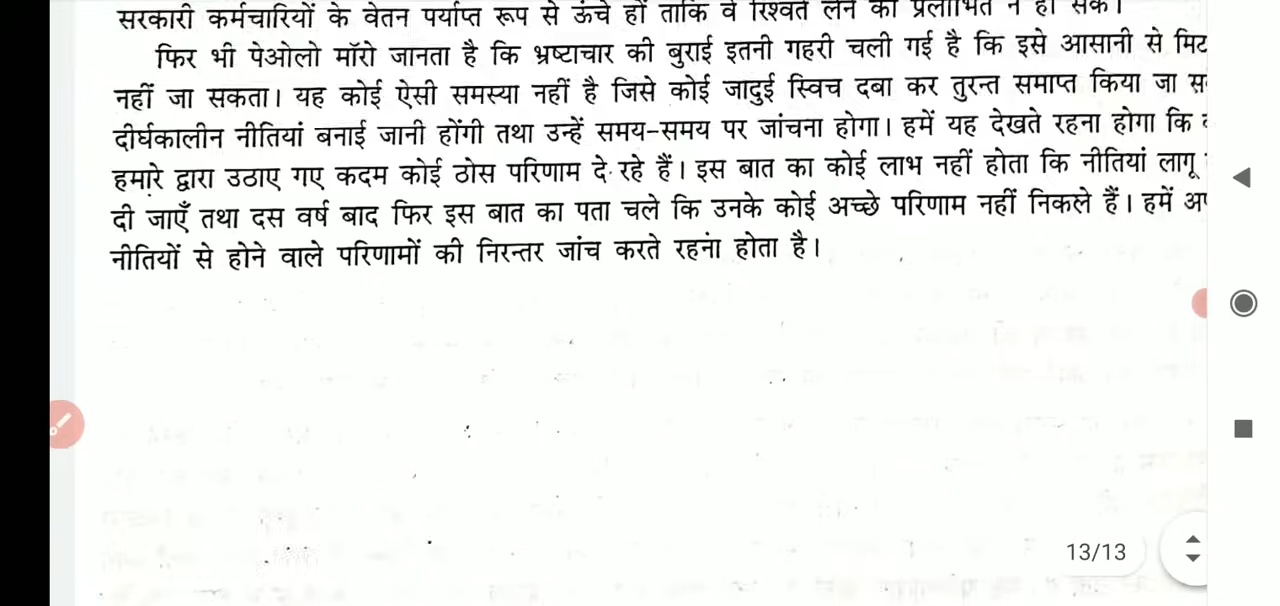 सरकारी कर्मचारियों के वेतन पर्याप्त रूप से ऊंचे हों ताकि वे रिश्वत लेने को प्रलोभित न हो सकें।
फिर भी पेओलो मॉरो जानता है कि भ्रष्टाचार की बुराई इतनी गहरी चली गई है कि इसे आसानी से मिट
नहीं जा सकता। यह कोई ऐसी समस्या नहीं है जिसे कोई जादुई स्विच दबा कर तुरन्त समाप्त किया जा
दीर्घकालीन नीतियां बनाई जानी होंगी तथा उन्हें समय-समय पर जांचना होगा। हमें यह देखते रहना होगा कि
हमारे द्वारा उठाए गए कदम कोई ठोस परिणाम दे रहे हैं। इस बात का कोई लाभ नहीं होता कि नीतियां लागू
दी जाएँ तथा दस वर्ष बाद फिर इस बात का पता चले कि उनके कोई अच्छे परिणाम नहीं निकले हैं। हमें
नीतियों से होने वाले परिणामों की निरन्तर जांच करते रहना होता है।
13/13